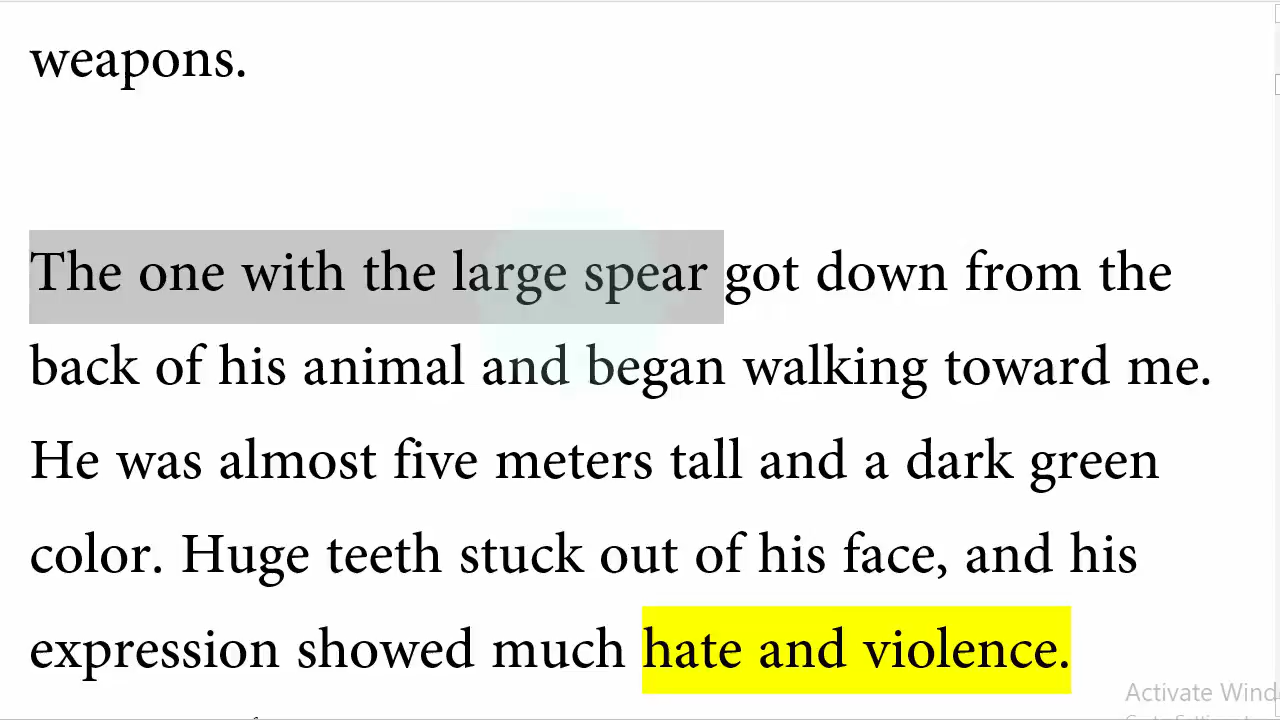 weapons.
The one with the large spear got down from the
back of his animal and began walking toward me.
He was almost five meters tall and a dark green
color. Huge teeth stuck out of his face, and his
expression showed much hate and violence.
Activate Wind